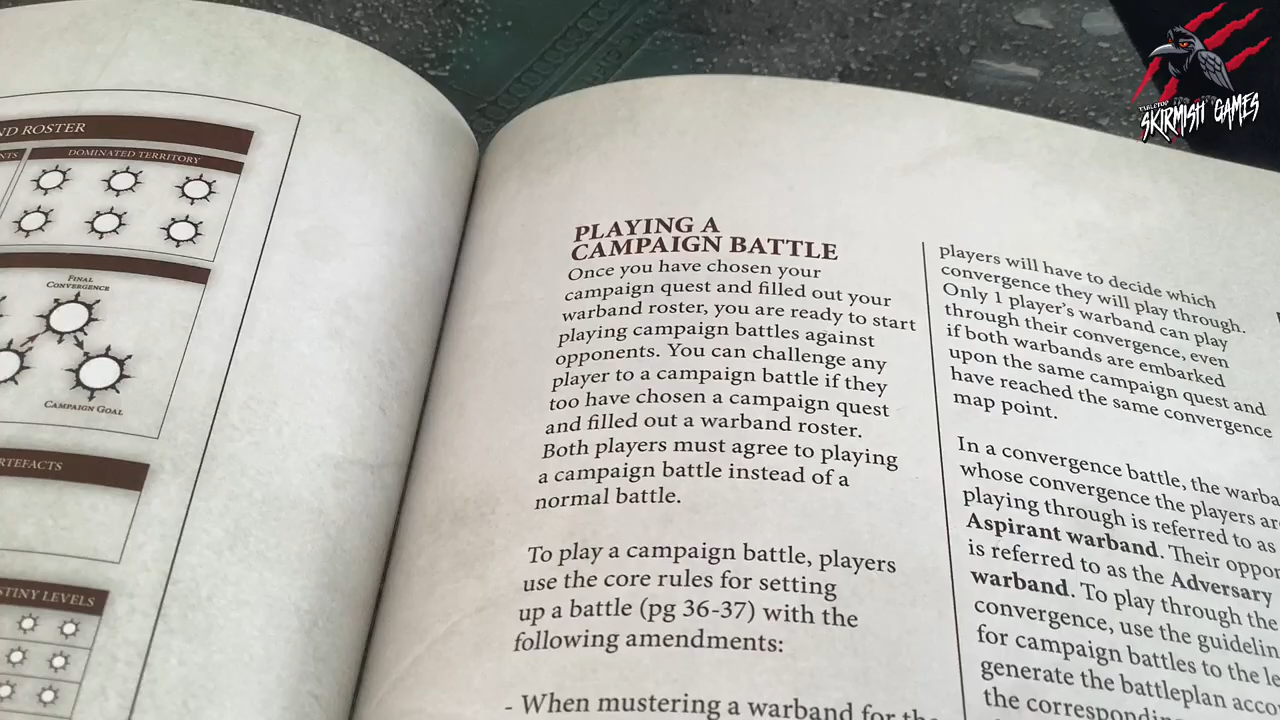 TABLETOP
SKIRMISH GAMES
ND ROSTER
NTS
DOMINATED TERRITORY
FINAL
CONVERGENCE
CAMPAIGN GOAL
RTEFACTS
STINY LEVELS
PLAYING A
CAMPAIGN BATTLE
Once you have chosen your
campaign quest and filled out your
warband roster, you are ready to start
playing campaign battles against
opponents. You can challenge any
player to a campaign battle if they
too have chosen a campaign quest
and filled out a warband roster.
Both players must agree to playing
a campaign battle instead of a
normal battle.
To play a campaign battle, players
use the core rules for setting
up a battle (pg 36-37) with the
following amendments:
- When mustering a warband for the
players will have to decide which
convergence they will play through.
Only 1 player's warband can play
through their convergence, even
if both warbands are embarked
upon the same campaign quest and
have reached the same convergence
map point.
In a convergence battle, the warba
whose convergence the players ar
playing through is referred to as
Aspirant warband. Their oppon
is referred to as the Adversary
warband. To play through the
convergence, use the guidelin
for campaign battles to the le
generate the battleplan acco
the correspondin